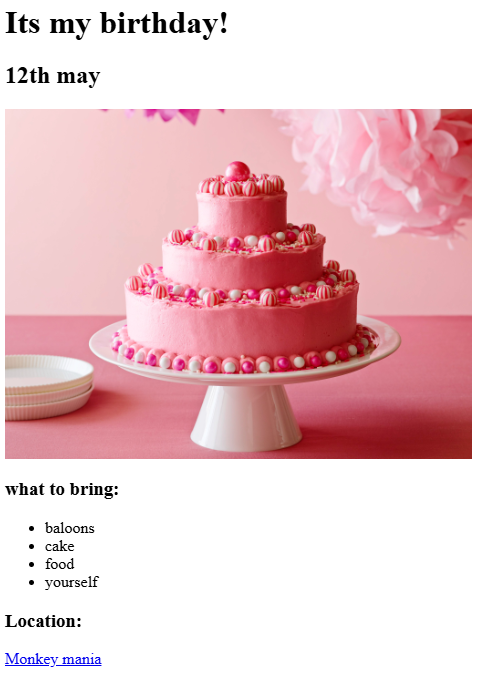 Its my birthday!
12th may
what to bring:
baloons
cake
food
yourself
Location:
Monkey mania